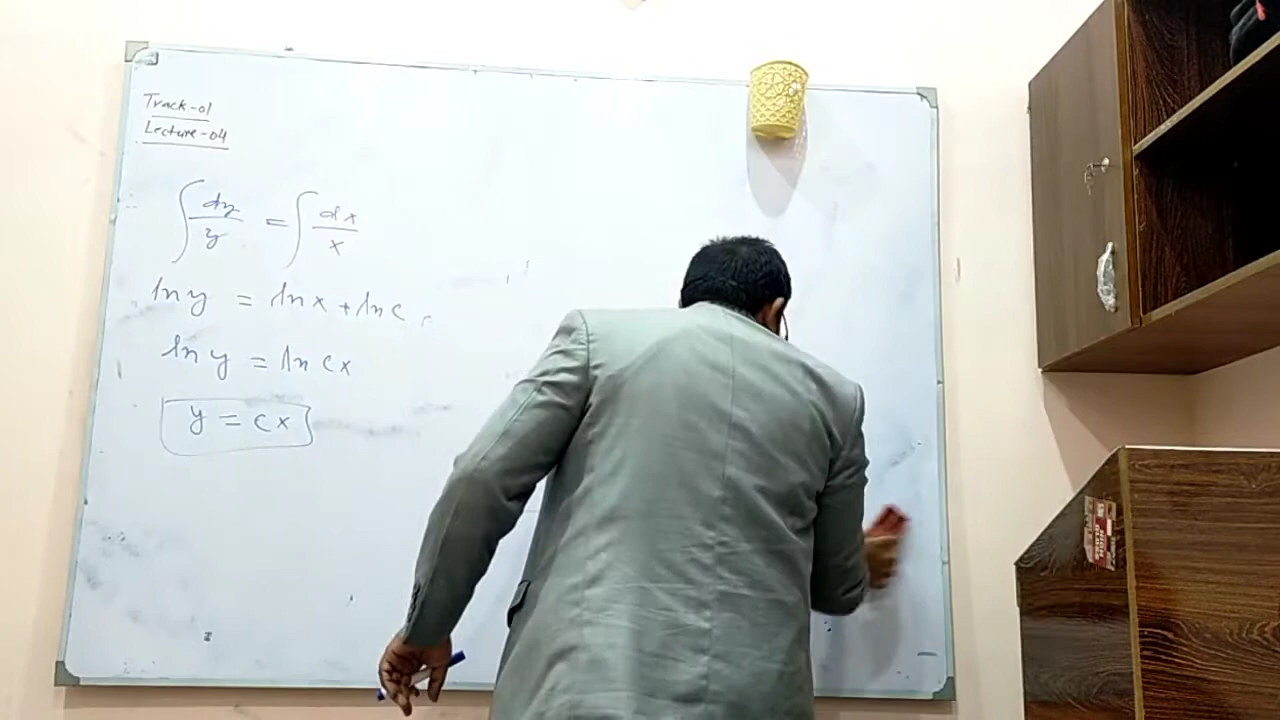 Track-01
Lecture-04
∫ dy/y = ∫ dx/x
ln y = ln x + ln c
ln y = ln cx
y = cx